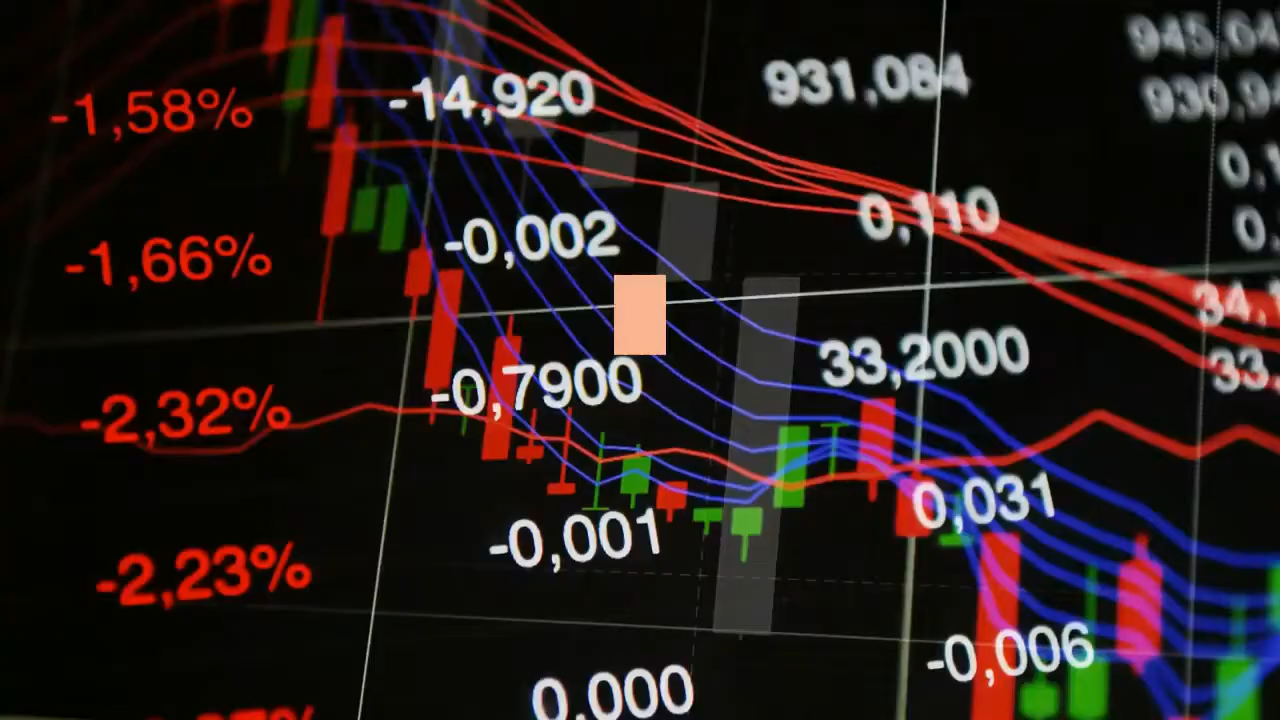 -1,58% -14,920 931,084
-1,66% -0,002 0,110
-2,32% -0,7900 33,2000
-2,23% -0,001 0,031
0,000 -0,006